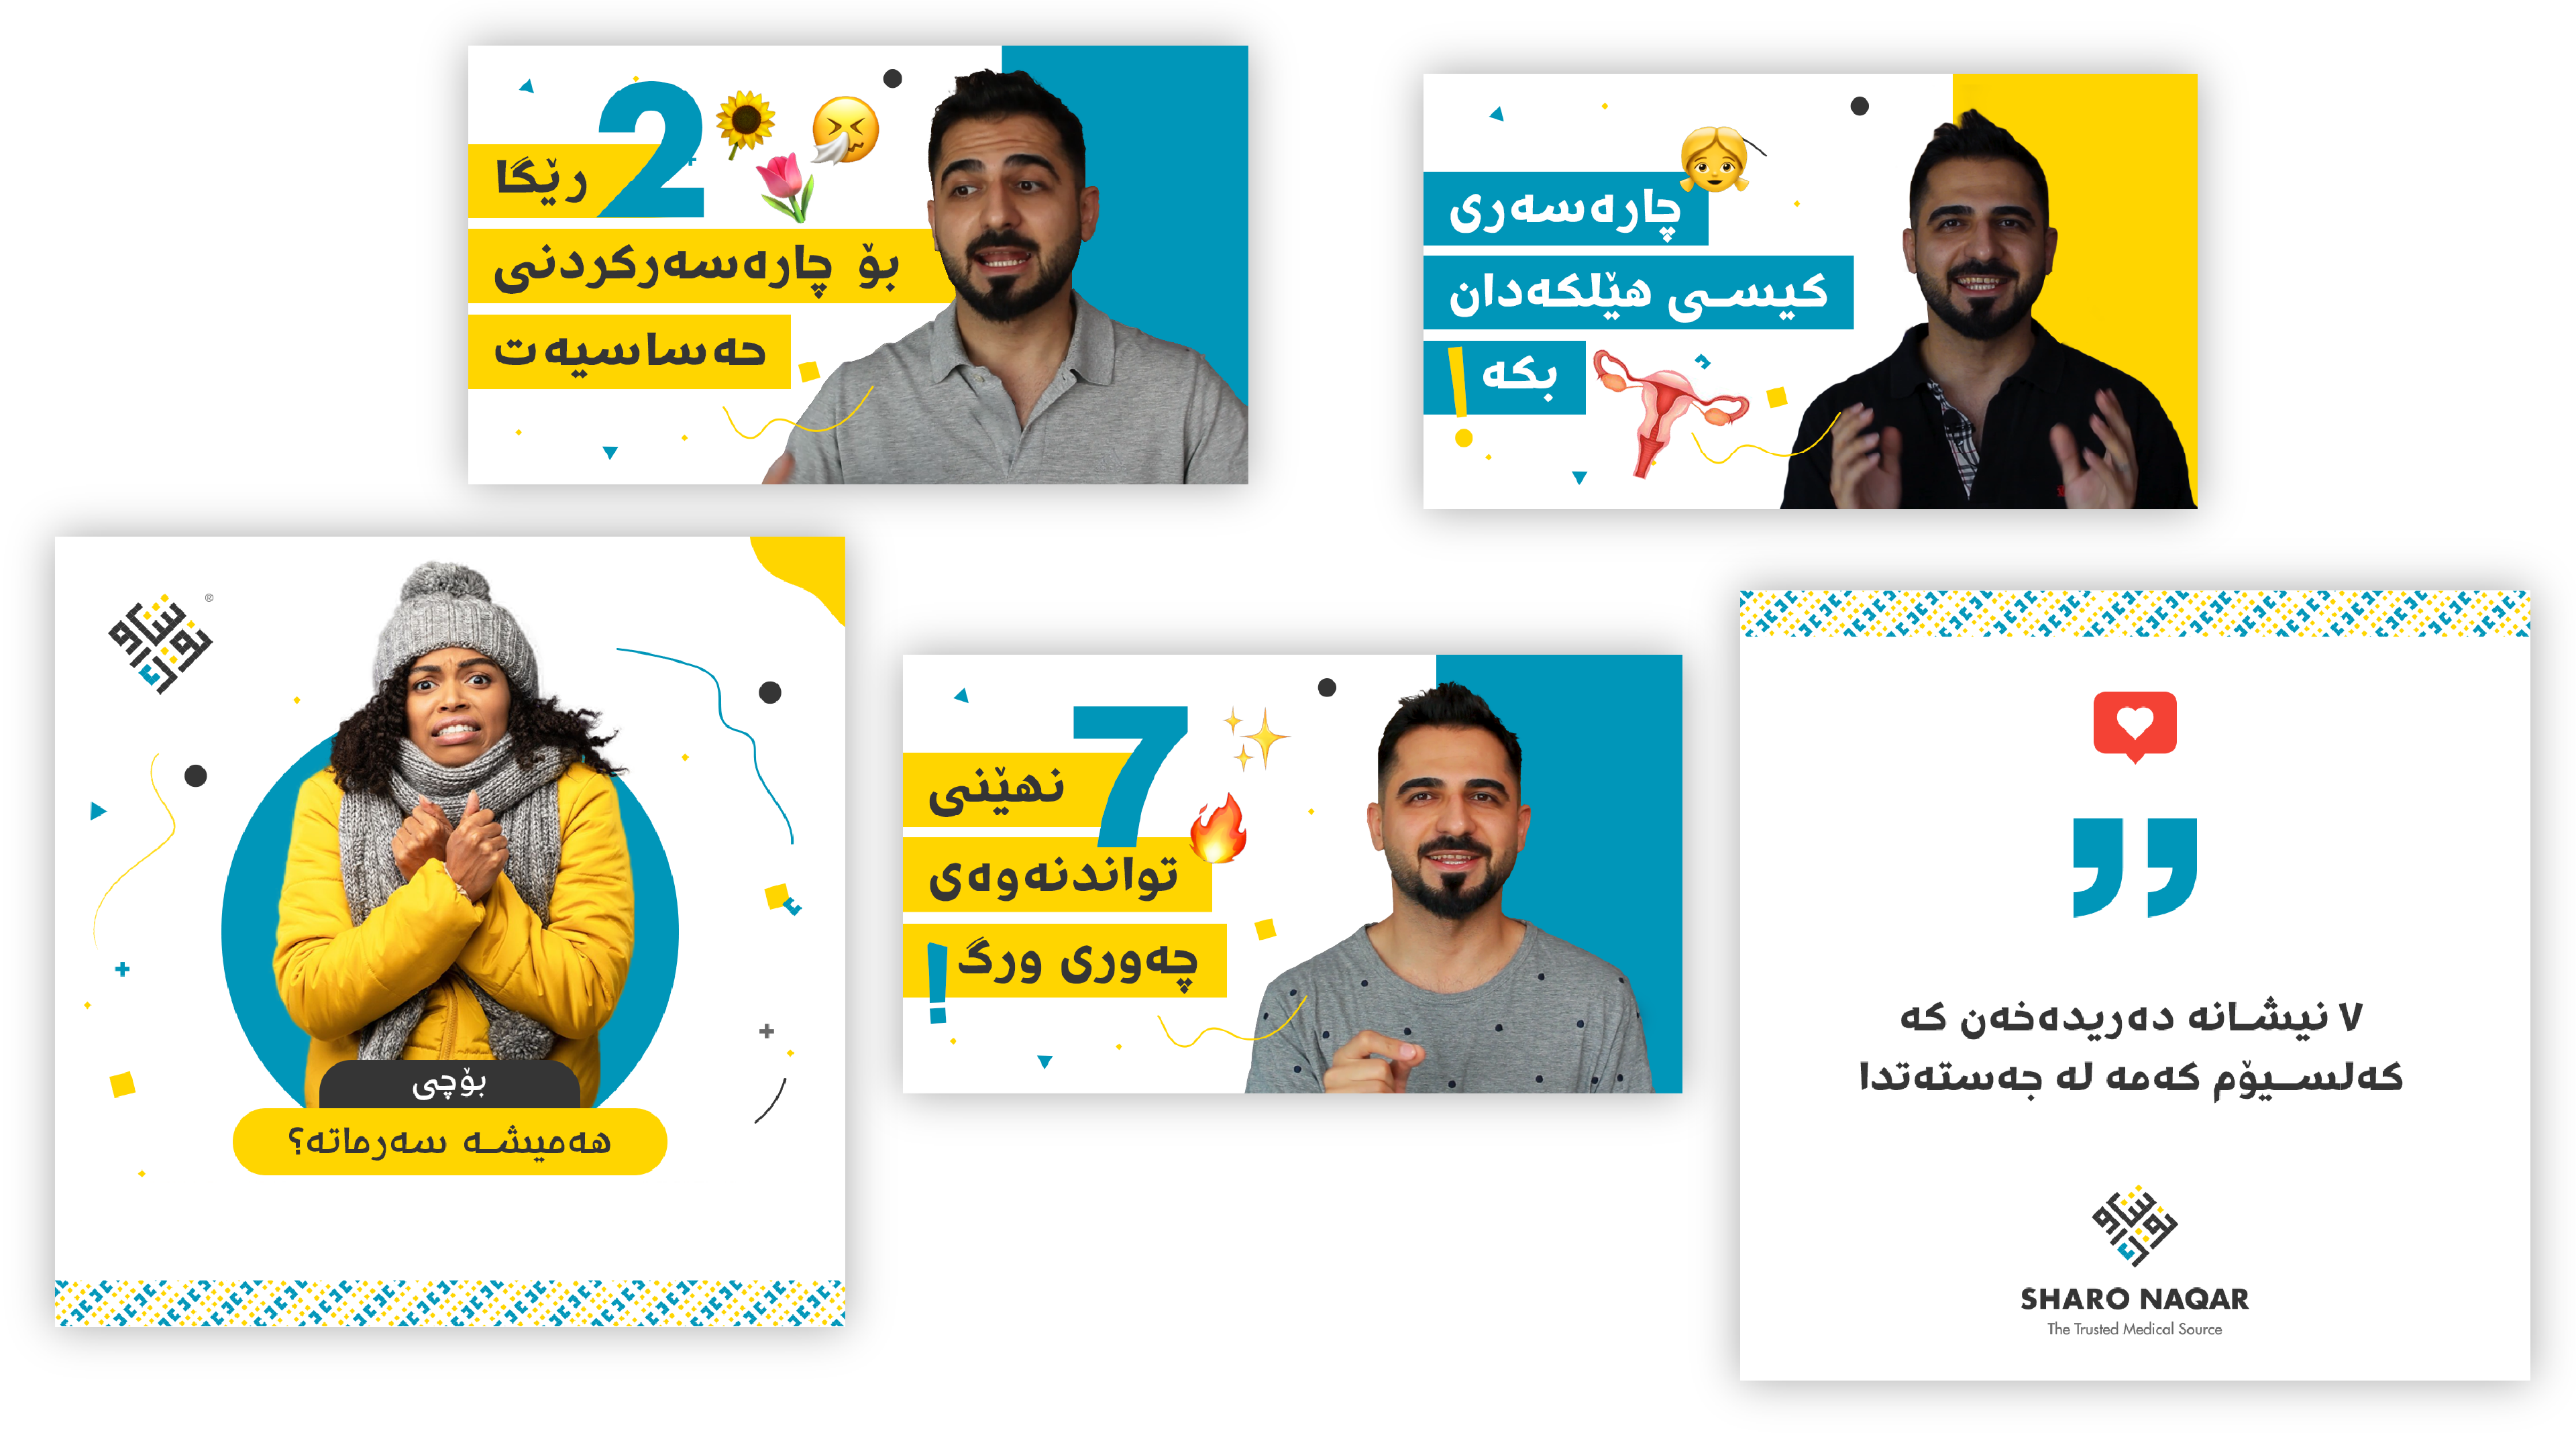 2 ڕێگا
بۆ چارەسەرکردنی
حەساسیەت
چارەسەری
کیسی هێلکەدان
بکە!
®
بۆچی
هەمیشە سەرماتە؟
7 نهێنی
تواندنەوەی
چەوری ورگ!
٧ نیشانە دەریدەخەن کە
کەلسیۆم کەمە لە جەستەتدا
SHARO NAQAR
The Trusted Medical Source